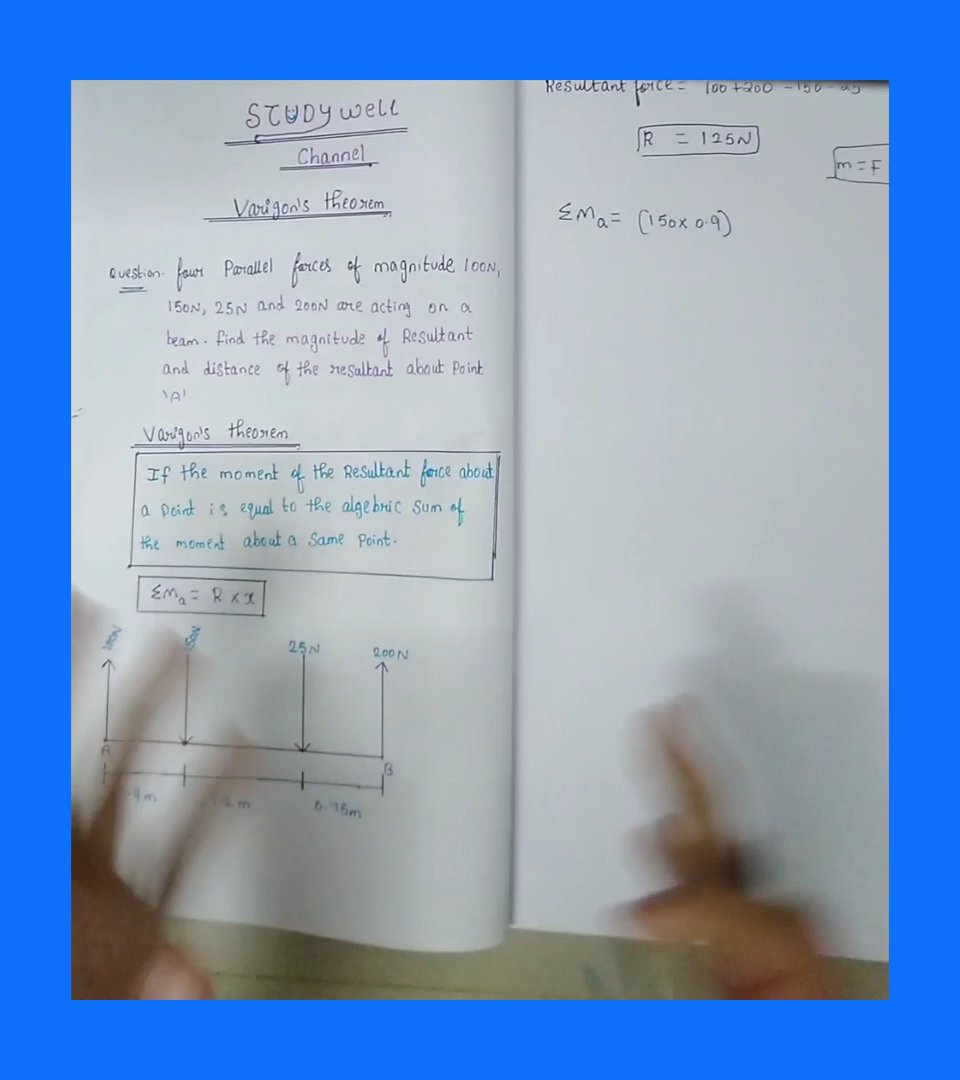 STUDY well
Channel
Varigon's theorem
Question. four Parallel forces of magnitude 100N,
150N, 25N and 200N are acting on a
beam. find the magnitude of Resultant
and distance of the resultant about Point
'A'
Varigon's theorem
If the moment of the Resultant force about
a Point is equal to the algebric Sum of
the moment about a Same Point.
ΣMa = R × x
25N
200N
A
B
0.75m
Resultant force = 100 +200 -150 - 25
R = 125N
m = F
ΣMa = (150x 0.9)